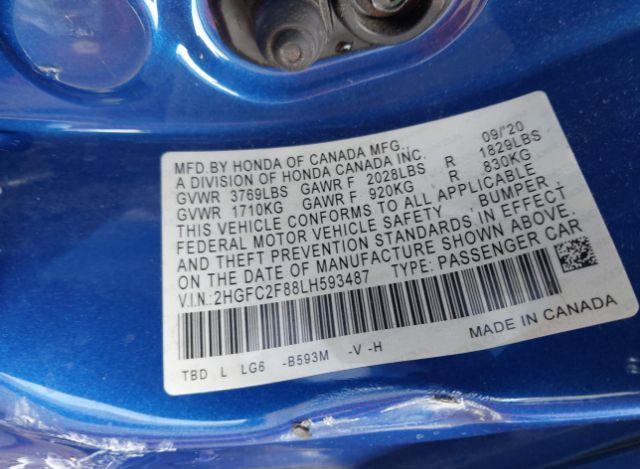 MFD.BY HONDA OF CANADA MFG. 09/'20
A DIVISION OF HONDA CANADA INC.
GVWR 3769LBS GAWR F 2028LBS R 1829LBS
GVWR 1710KG GAWR F 920KG R 830KG
THIS VEHICLE CONFORMS TO ALL APPLICABLE
FEDERAL MOTOR VEHICLE SAFETY BUMPER
AND THEFT PREVENTION STANDARDS IN EFFECT
ON THE DATE OF MANUFACTURE SHOWN ABOVE.
V.I.N.:2HGFC2F88LH593487 TYPE: PASSENGER CAR
TBD L LG6 -B593M -V -H MADE IN CANADA